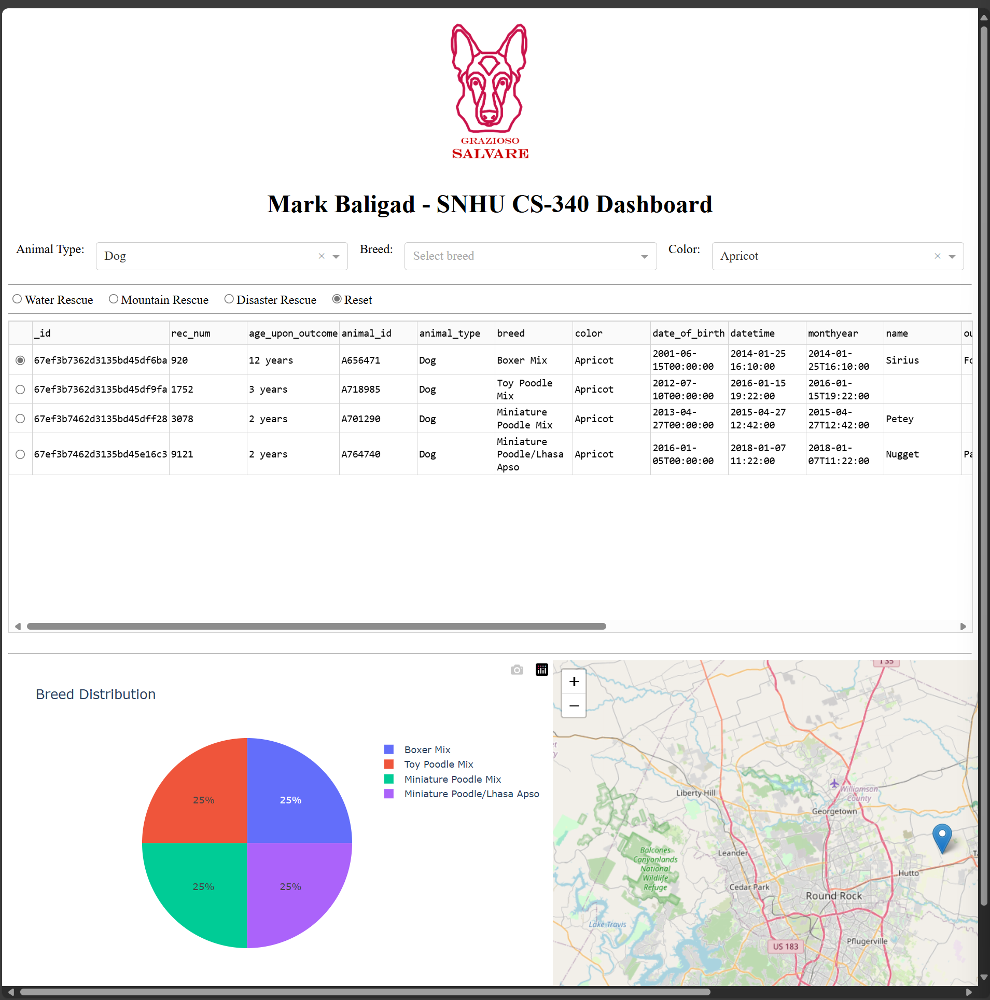 GRAZIOSO
SALVARE
Mark Baligad - SNHU CS-340 Dashboard
Animal Type: Dog × Breed: Select breed Color: Apricot ×
Water Rescue Mountain Rescue Disaster Rescue Reset
_id rec_num age_upon_outcome animal_id animal_type breed color date_of_birth datetime monthyear name ou
67ef3b7362d3135bd45df6ba 920 12 years A656471 Dog Boxer Mix Apricot 2001-06- 2014-01-25 2014-01- Sirius Fo
15T00:00:00 16:10:00 25T16:10:00
67ef3b7362d3135bd45df9fa 1752 3 years A718985 Dog Toy Poodle Apricot 2012-07- 2016-01-15 2016-01-
Mix 10T00:00:00 19:22:00 15T19:22:00
67ef3b7462d3135bd45dff28 3078 2 years A701290 Dog Miniature Apricot 2013-04- 2015-04-27 2015-04- Petey
Poodle Mix 27T00:00:00 12:42:00 27T12:42:00
67ef3b7462d3135bd45e16c3 9121 2 years A764740 Dog Miniature Apricot 2016-01- 2018-01-07 2018-01- Nugget Pa
Poodle/Lhasa 05T00:00:00 11:22:00 07T11:22:00
Apso
Breed Distribution
25%
25%
25%
25%
Boxer Mix
Toy Poodle Mix
Miniature Poodle Mix
Miniature Poodle/Lhasa Apso
+
−
I 35
Liberty Hill
Williamson
County
Georgetown
Leander
Balcones
Canyonlands
National
Wildlife
Refuge
Hutto
Cedar Park
Round Rock
Lake Travis
Pflugerville
US 183